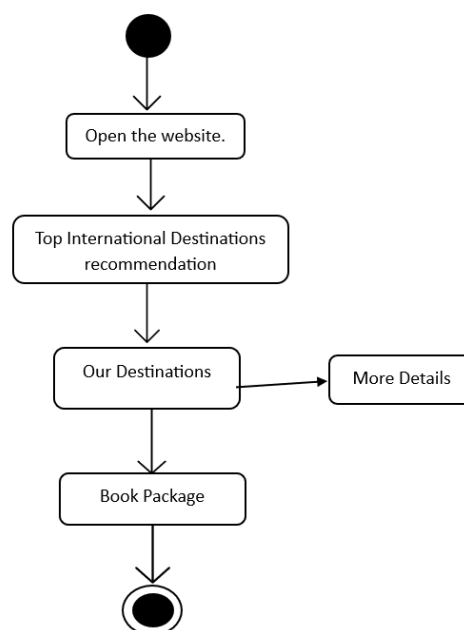 Open the website.
Top International Destinations
recommendation
Our Destinations
More Details
Book Package